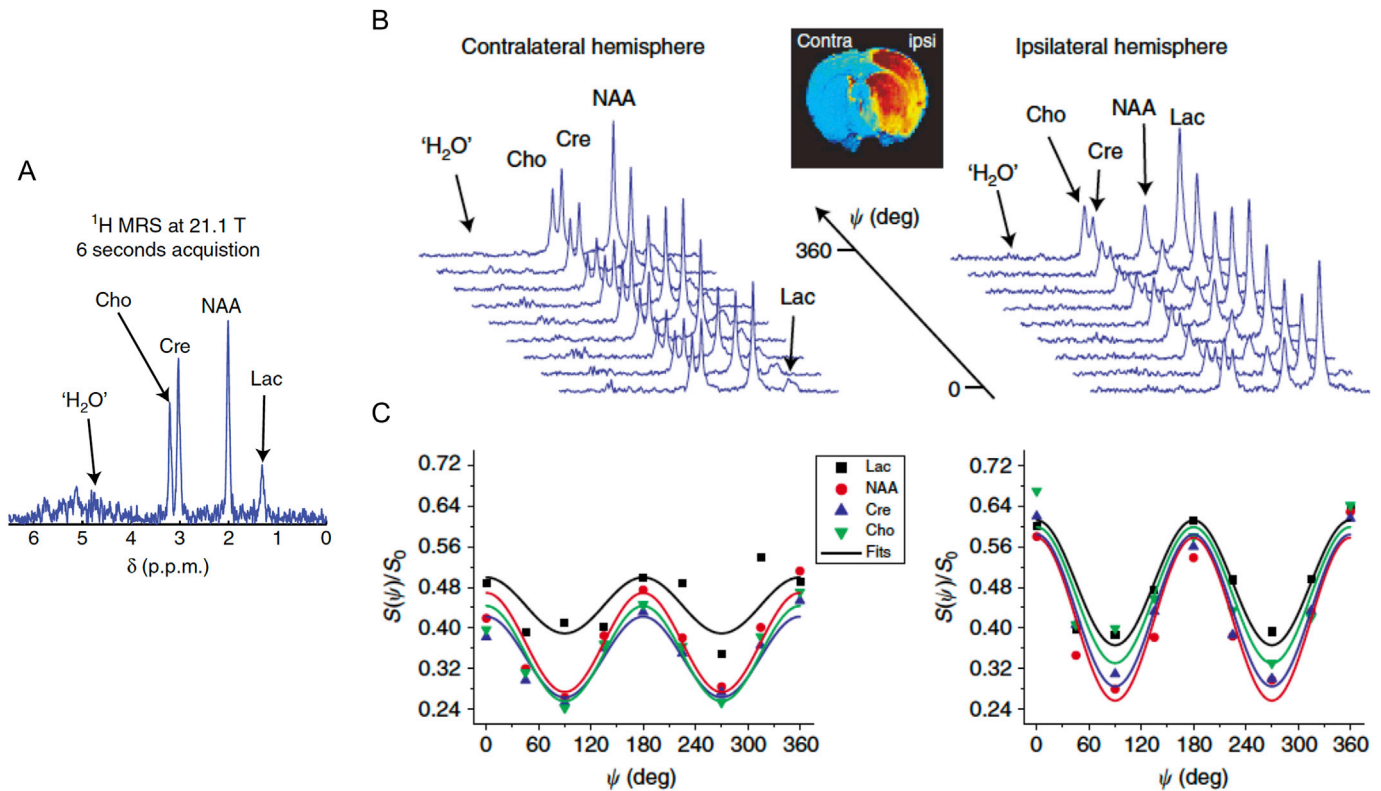 A
¹H MRS at 21.1 T
6 seconds acquistion
Cho
NAA
Cre
Lac
'H₂O'
6 5 4 3 2 1 0
δ (p.p.m.)
B
Contralateral hemisphere
NAA
Cre
Cho
'H₂O'
Lac
Contra ipsi
ψ (deg)
360
0
Ipsilateral hemisphere
Cho
Cre
NAA
Lac
'H₂O'
C
0.72
0.64
0.56
0.48
0.40
0.32
0.24
S(ψ)/S₀
0 60 120 180 240 300 360
ψ (deg)
Lac
NAA
Cre
Cho
Fits
0.72
0.64
0.56
0.48
0.40
0.32
0.24
S(ψ)/S₀
0 60 120 180 240 300 360
ψ (deg)